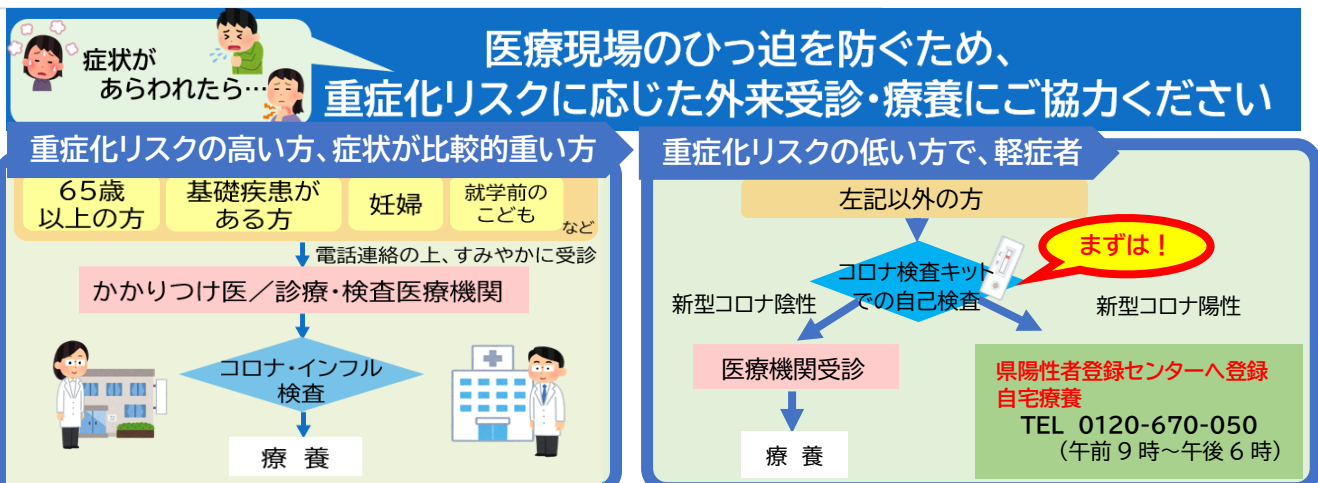 症状が
あらわれたら…
医療現場のひっ迫を防ぐため、
重症化リスクに応じた外来受診・療養にご協力ください
重症化リスクの高い方、症状が比較的重い方
65歳
以上の方
基礎疾患が
ある方
妊婦
就学前の
こども
など
電話連絡の上、すみやかに受診
かかりつけ医／診療・検査医療機関
コロナ・インフル
検査
療 養
重症化リスクの低い方で、軽症者
左記以外の方
まずは！
コロナ検査キット
での自己検査
新型コロナ陰性
新型コロナ陽性
医療機関受診
療 養
県陽性者登録センターへ登録
自宅療養
TEL 0120-670-050
（午前９時～午後６時）